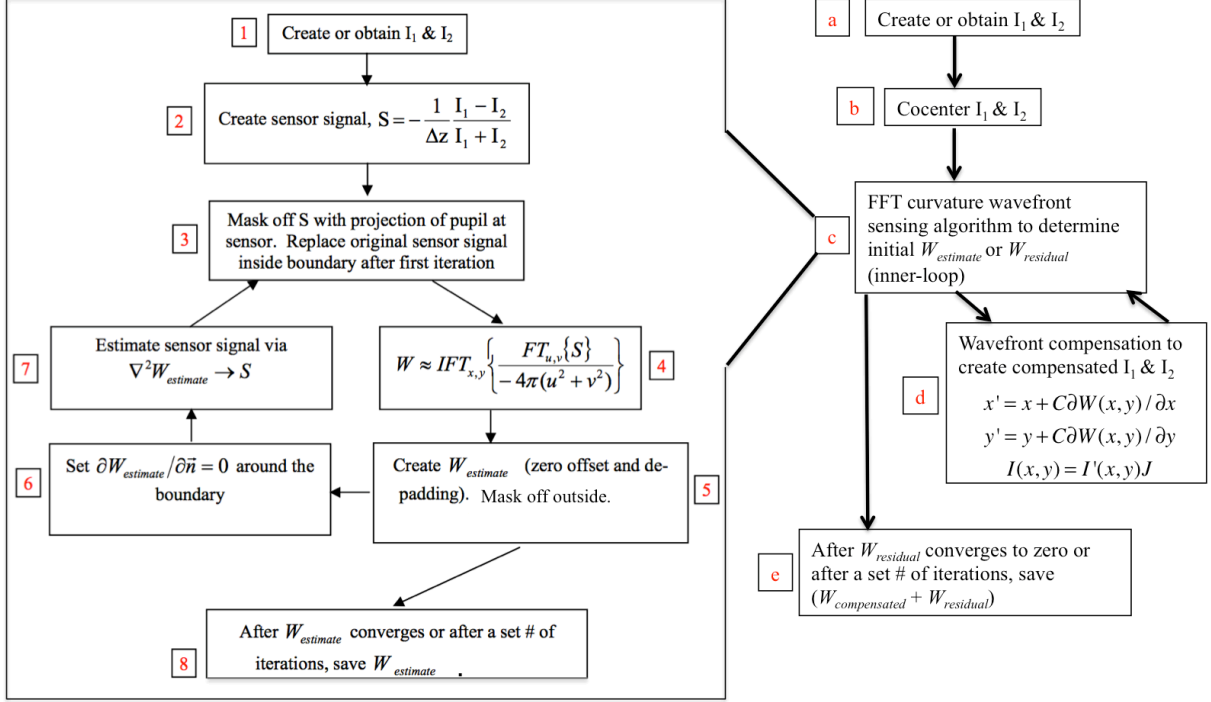 1
Create or obtain I₁ & I₂
2
Create sensor signal, S = − 1/Δz (I₁ − I₂)/(I₁ + I₂)
3
Mask off S with projection of pupil at
sensor. Replace original sensor signal
inside boundary after first iteration
7
Estimate sensor signal via
∇²W_estimate → S
W ≈ IFT_x,y { FT_u,v{S} / − 4π(u² + v²) }
4
6
Set ∂W_estimate/∂n⃗ = 0 around the
boundary
Create W_estimate (zero offset and de-
padding). Mask off outside.
5
8
After W_estimate converges or after a set # of
iterations, save W_estimate .
a
Create or obtain I₁ & I₂
b
Cocenter I₁ & I₂
c
FFT curvature wavefront
sensing algorithm to determine
initial W_estimate or W_residual
(inner-loop)
d
Wavefront compensation to
create compensated I₁ & I₂
x' = x + C∂W(x, y)/∂x
y' = y + C∂W(x, y)/∂y
I(x, y) = I'(x, y)J
e
After W_residual converges to zero or
after a set # of iterations, save
(W_compensated + W_residual)